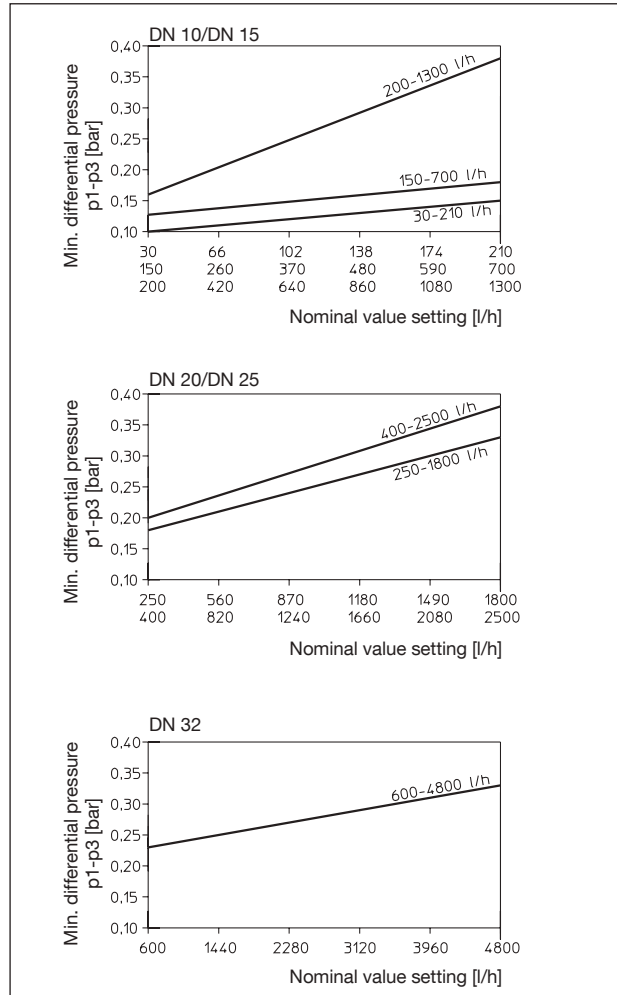 DN 10/DN 15
Min. differential pressure
p1-p3 [bar]
0,40
0,35
0,30
0,25
0,20
0,15
0,10
200-1300 l/h
150-700 l/h
30-210 l/h
30 66 102 138 174 210
150 260 370 480 590 700
200 420 640 860 1080 1300
Nominal value setting [l/h]
DN 20/DN 25
Min. differential pressure
p1-p3 [bar]
0,40
0,35
0,30
0,25
0,20
0,15
0,10
400-2500 l/h
250-1800 l/h
250 560 870 1180 1490 1800
400 820 1240 1660 2080 2500
Nominal value setting [l/h]
DN 32
Min. differential pressure
p1-p3 [bar]
0,40
0,35
0,30
0,25
0,20
0,15
0,10
600-4800 l/h
600 1440 2280 3120 3960 4800
Nominal value setting [l/h]